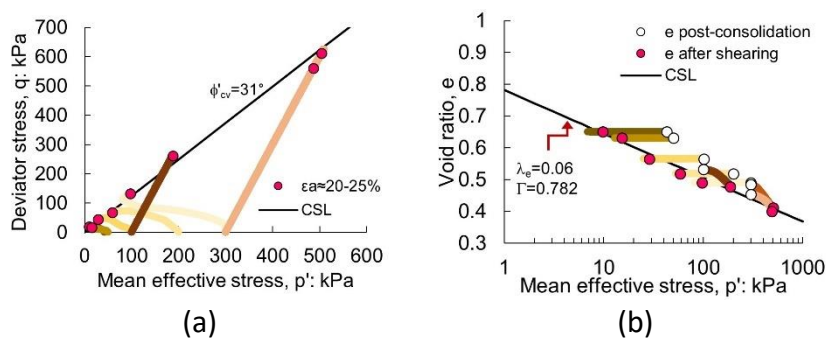 Deviator stress, q: kPa
700
600
500
400
300
200
100
0
ϕ'cv=31°
εa≈20-25%
CSL
0 100 200 300 400 500 600
Mean effective stress, p': kPa
(a)
Void ratio, e
1
0.9
0.8
0.7
0.6
0.5
0.4
0.3
e post-consolidation
e after shearing
CSL
λe=0.06
Γ=0.782
1 10 100 1000
Mean effective stress, p': kPa
(b)